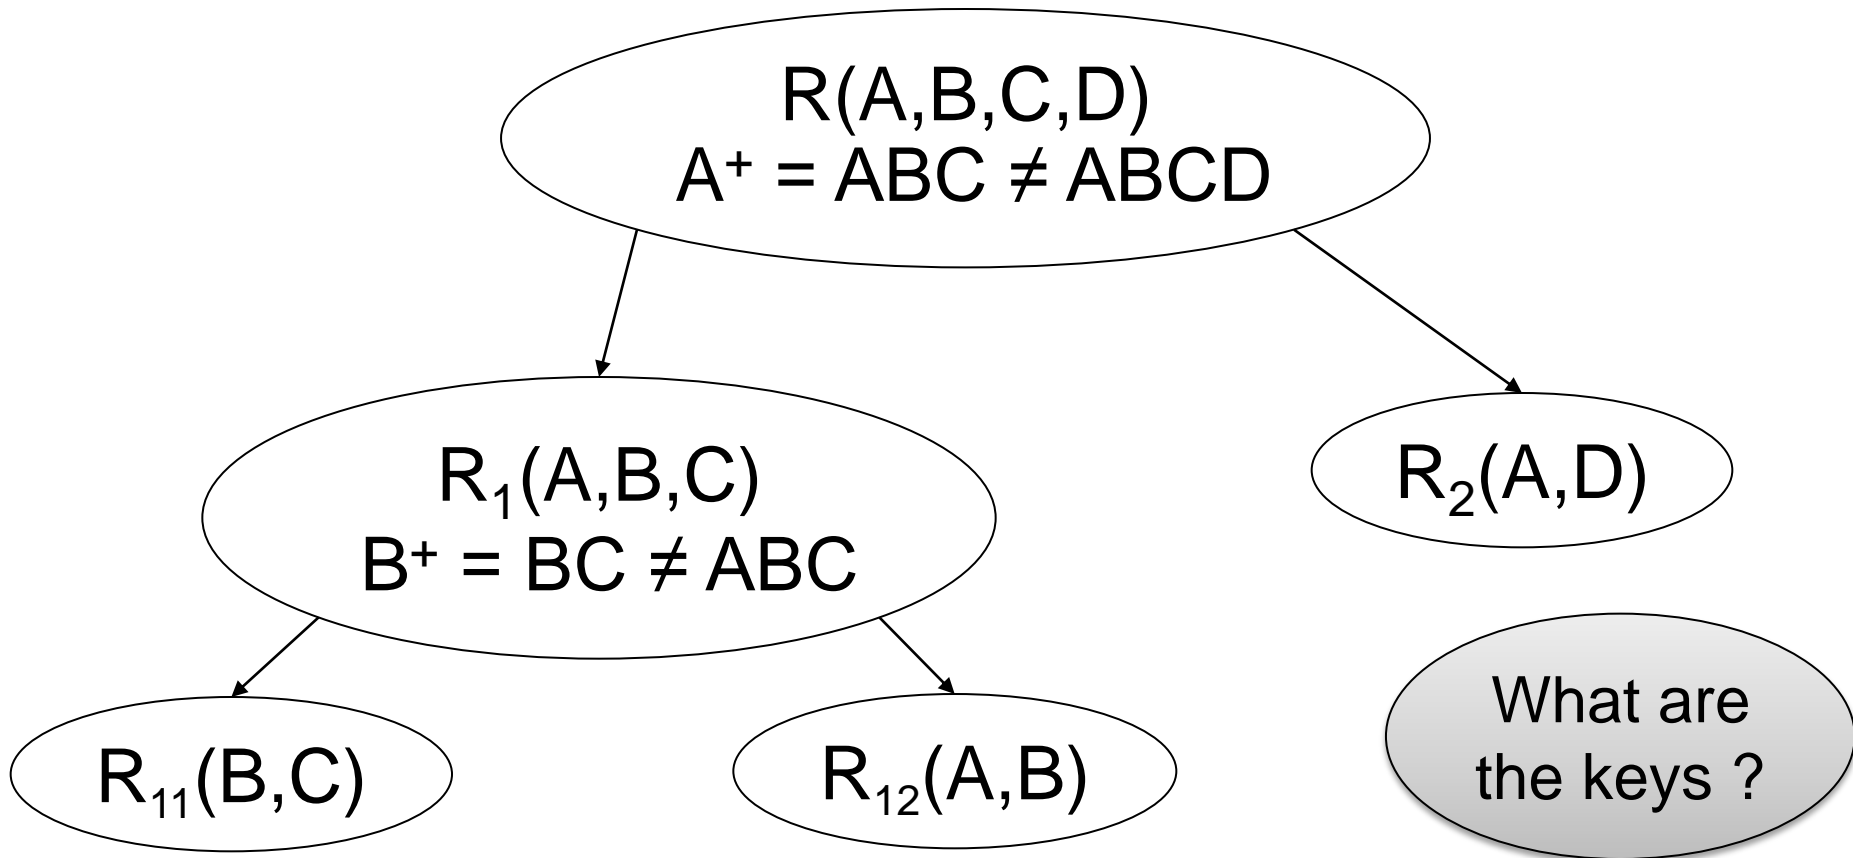 R(A,B,C,D)
A⁺ = ABC ≠ ABCD
R₁(A,B,C)
B⁺ = BC ≠ ABC
R₂(A,D)
R₁₁(B,C)
R₁₂(A,B)
What are
the keys ?